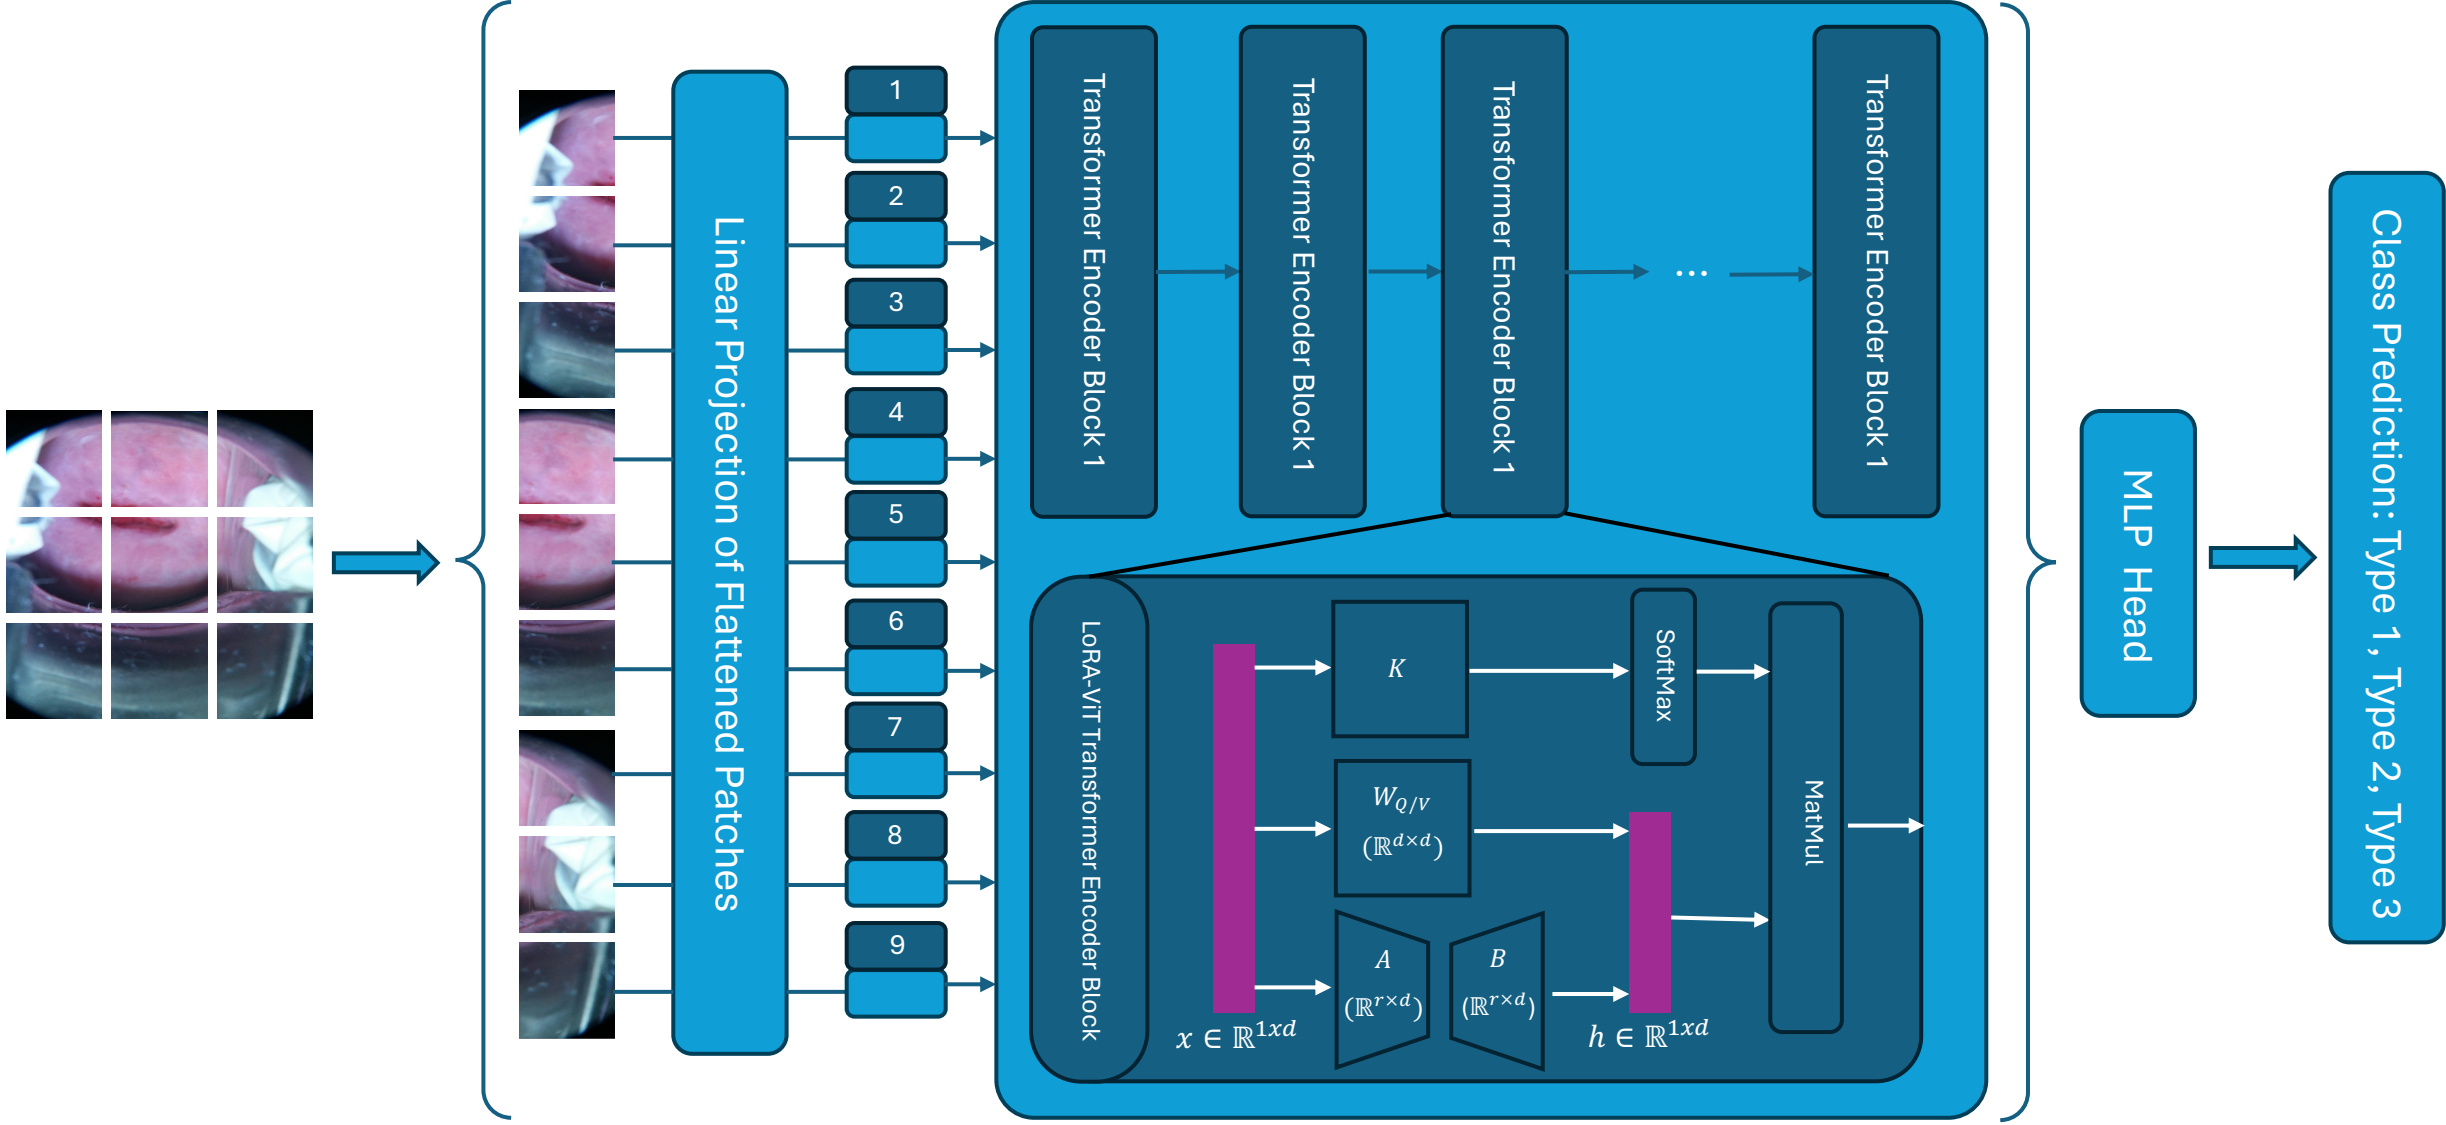 Linear Projection of Flattened Patches
1
2
3
4
5
6
7
8
9
Transformer Encoder Block 1
Transformer Encoder Block 1
Transformer Encoder Block 1
...
Transformer Encoder Block 1
LoRA-ViT Transformer Encoder Block
K
SoftMax
W_{Q/V}
(ℝ^{d×d})
MatMul
A
(ℝ^{r×d})
B
(ℝ^{r×d})
x ∈ ℝ^{1xd}
h ∈ ℝ^{1xd}
MLP Head
Class Prediction: Type 1, Type 2, Type 3